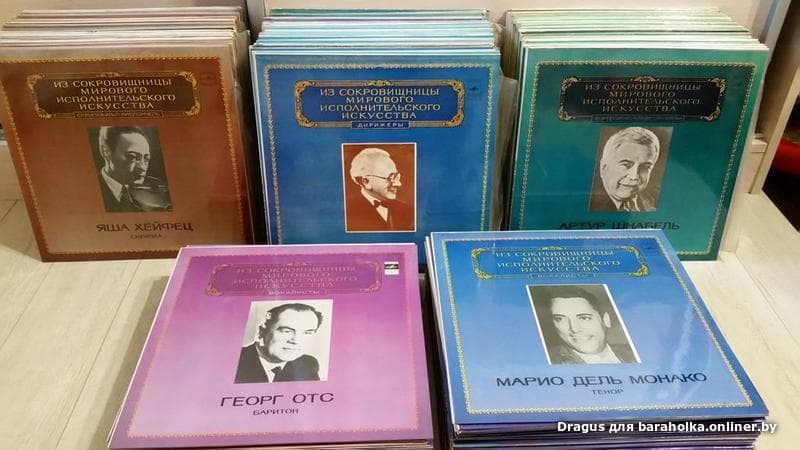 ИЗ СОКРОВИЩНИЦЫ
МИРОВОГО
ИСПОЛНИТЕЛЬСКОГО
ИСКУССТВА
ЯША ХЕЙФЕЦ
СКРИПКА
ИЗ СОКРОВИЩНИЦЫ
МИРОВОГО
ИСПОЛНИТЕЛЬСКОГО
ИСКУССТВА
ДИРИЖЕРЫ
ИЗ СОКРОВИЩНИЦЫ
МИРОВОГО
ИСПОЛНИТЕЛЬСКОГО
ИСКУССТВА
АРТУР ШНАБЕЛЬ
ИЗ СОКРОВИЩНИЦЫ
МИРОВОГО
ИСПОЛНИТЕЛЬСКОГО
ИСКУССТВА
ВОКАЛИСТЫ
ГЕОРГ ОТС
БАРИТОН
ИЗ СОКРОВИЩНИЦЫ
МИРОВОГО
ИСПОЛНИТЕЛЬСКОГО
ИСКУССТВА
ВОКАЛИСТЫ
МАРИО ДЕЛЬ МОНАКО
ТЕНОР
Dragus для baraholka.onliner.by